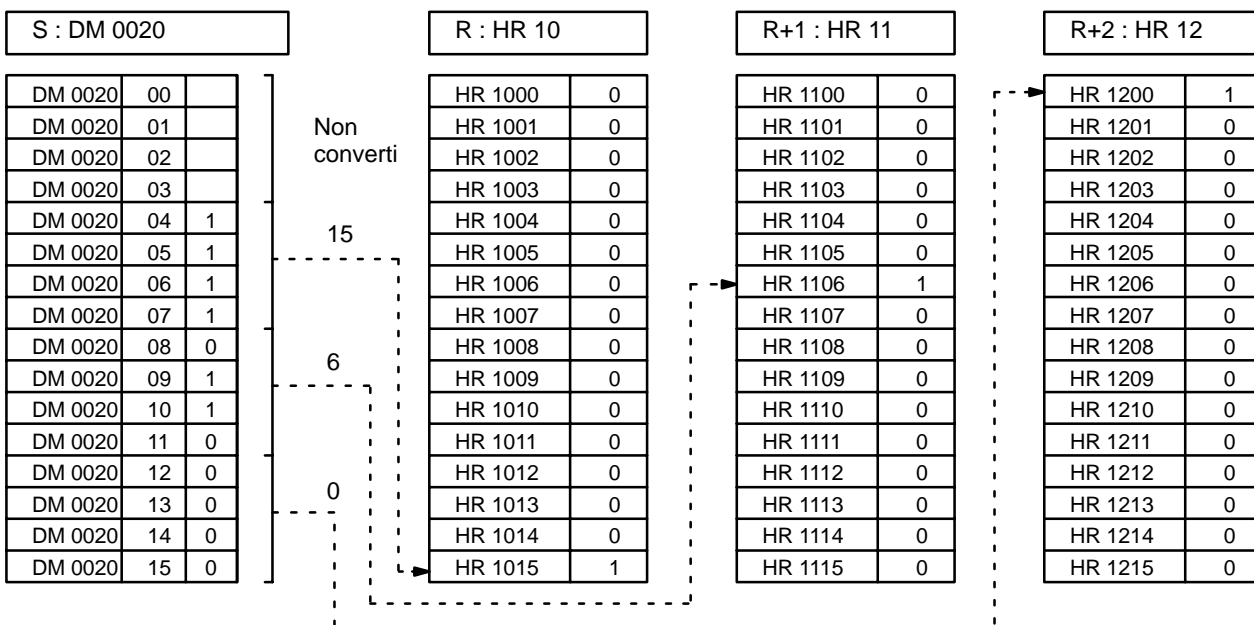 S : DM 0020 R : HR 10 R+1 : HR 11 R+2 : HR 12
DM 0020 00 HR 1000 0 HR 1100 0 HR 1200 1
DM 0020 01 Non HR 1001 0 HR 1101 0 HR 1201 0
DM 0020 02 converti HR 1002 0 HR 1102 0 HR 1202 0
DM 0020 03 HR 1003 0 HR 1103 0 HR 1203 0
DM 0020 04 1 15 HR 1004 0 HR 1104 0 HR 1204 0
DM 0020 05 1 HR 1005 0 HR 1105 0 HR 1205 0
DM 0020 06 1 HR 1006 0 HR 1106 1 HR 1206 0
DM 0020 07 1 HR 1007 0 HR 1107 0 HR 1207 0
DM 0020 08 0 6 HR 1008 0 HR 1108 0 HR 1208 0
DM 0020 09 1 HR 1009 0 HR 1109 0 HR 1209 0
DM 0020 10 1 HR 1010 0 HR 1110 0 HR 1210 0
DM 0020 11 0 HR 1011 0 HR 1111 0 HR 1211 0
DM 0020 12 0 HR 1012 0 HR 1112 0 HR 1212 0
DM 0020 13 0 0 HR 1013 0 HR 1113 0 HR 1213 0
DM 0020 14 0 HR 1014 0 HR 1114 0 HR 1214 0
DM 0020 15 0 HR 1015 1 HR 1115 0 HR 1215 0